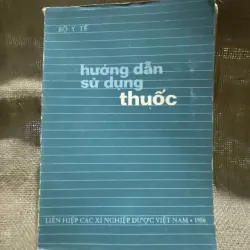 BỘ Y TẾ
hướng dẫn
sử dụng
thuốc
LIÊN HIỆP CÁC XÍ NGHIỆP DƯỢC VIỆT NAM • 1986